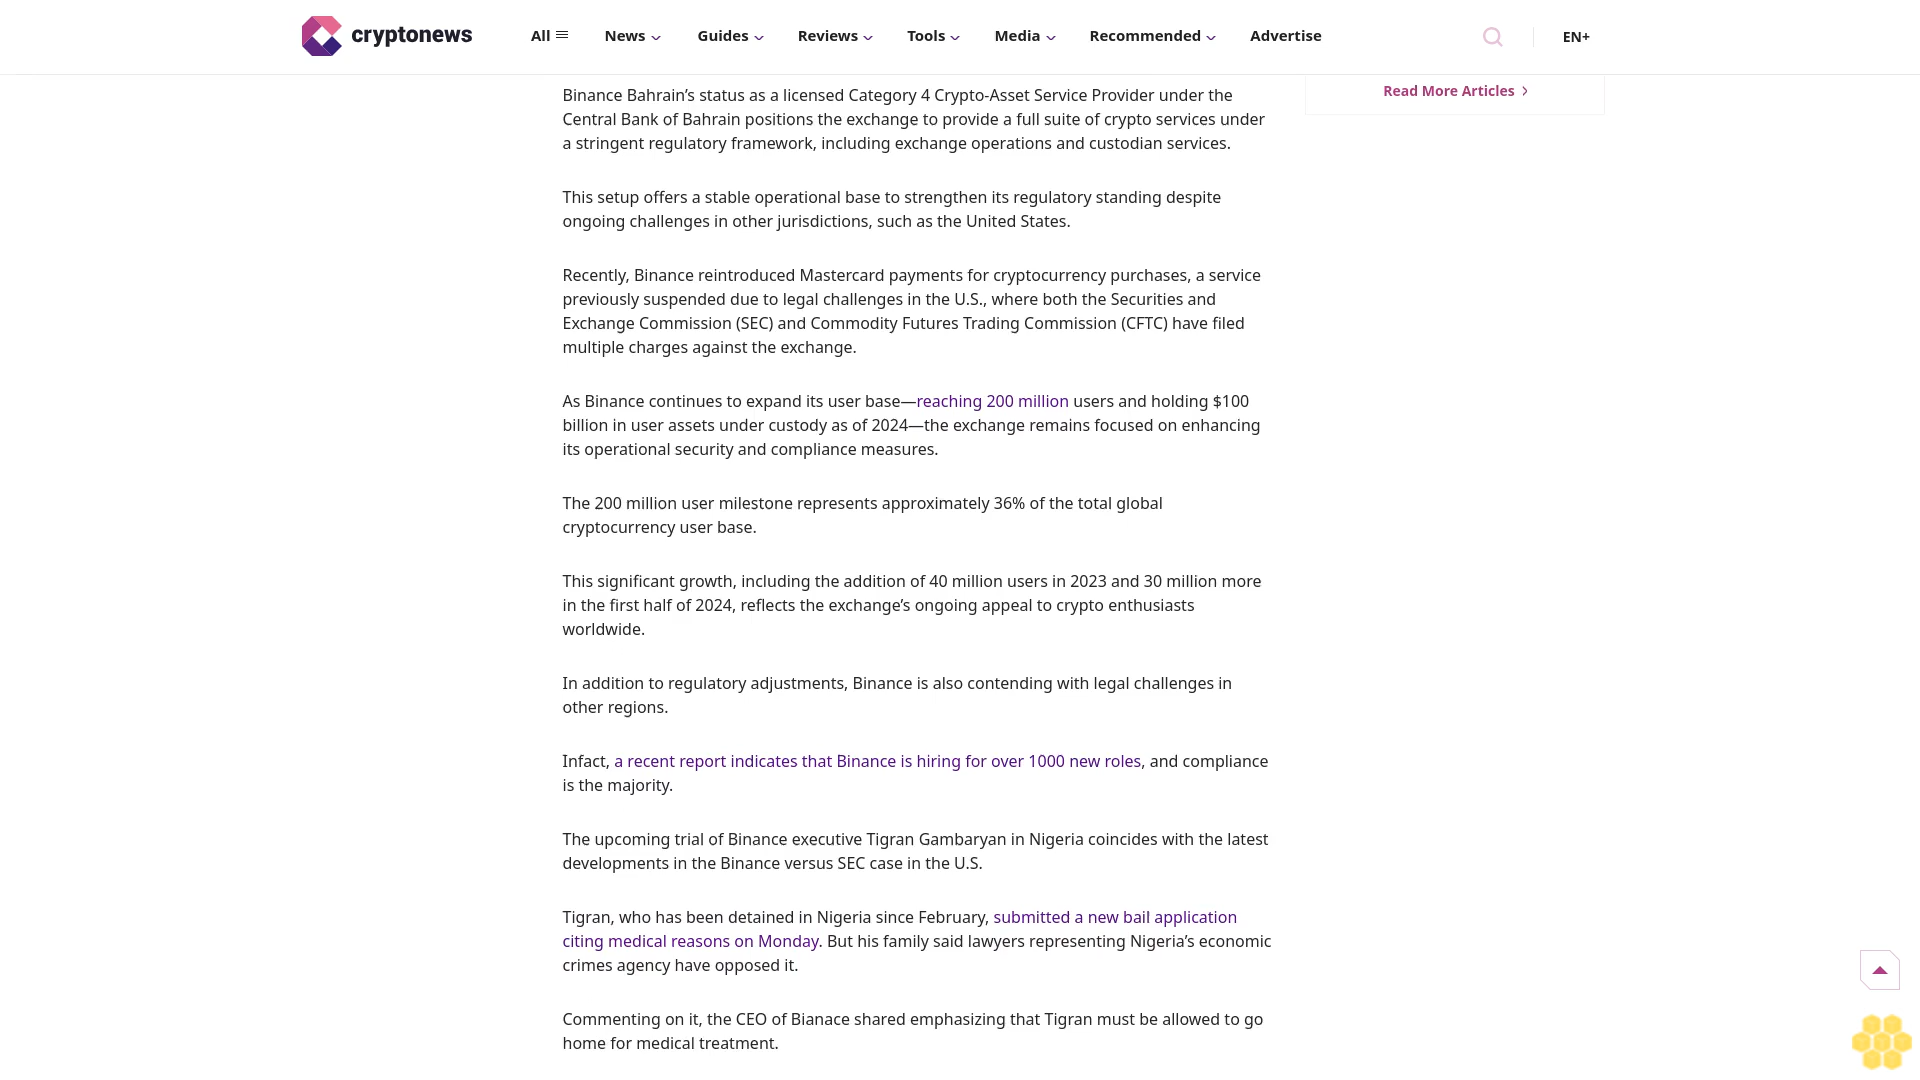 cryptonews
All
News
Guides
Reviews
Tools
Media
Recommended
Advertise
EN+
Read More Articles
Binance Bahrain’s status as a licensed Category 4 Crypto-Asset Service Provider under the
Central Bank of Bahrain positions the exchange to provide a full suite of crypto services under
a stringent regulatory framework, including exchange operations and custodian services.
This setup offers a stable operational base to strengthen its regulatory standing despite
ongoing challenges in other jurisdictions, such as the United States.
Recently, Binance reintroduced Mastercard payments for cryptocurrency purchases, a service
previously suspended due to legal challenges in the U.S., where both the Securities and
Exchange Commission (SEC) and Commodity Futures Trading Commission (CFTC) have filed
multiple charges against the exchange.
As Binance continues to expand its user base—reaching 200 million users and holding $100
billion in user assets under custody as of 2024—the exchange remains focused on enhancing
its operational security and compliance measures.
The 200 million user milestone represents approximately 36% of the total global
cryptocurrency user base.
This significant growth, including the addition of 40 million users in 2023 and 30 million more
in the first half of 2024, reflects the exchange’s ongoing appeal to crypto enthusiasts
worldwide.
In addition to regulatory adjustments, Binance is also contending with legal challenges in
other regions.
Infact, a recent report indicates that Binance is hiring for over 1000 new roles, and compliance
is the majority.
The upcoming trial of Binance executive Tigran Gambaryan in Nigeria coincides with the latest
developments in the Binance versus SEC case in the U.S.
Tigran, who has been detained in Nigeria since February, submitted a new bail application
citing medical reasons on Monday. But his family said lawyers representing Nigeria’s economic
crimes agency have opposed it.
Commenting on it, the CEO of Bianace shared emphasizing that Tigran must be allowed to go
home for medical treatment.